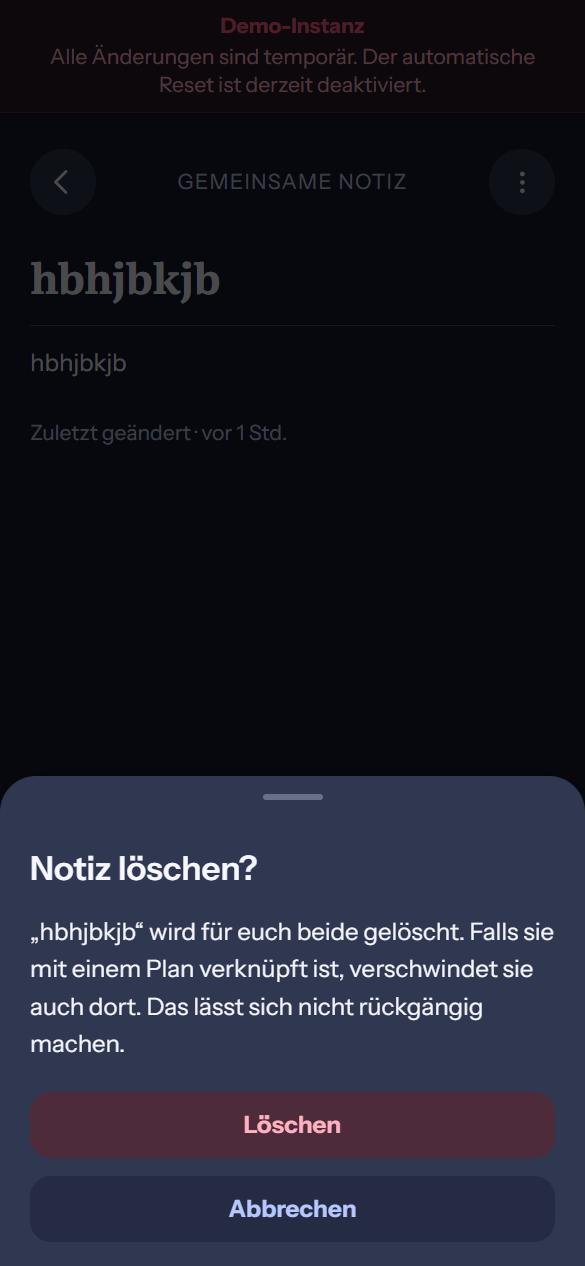 Demo-Instanz
Alle Änderungen sind temporär. Der automatische
Reset ist derzeit deaktiviert.
GEMEINSAME NOTIZ
hbhjbkjb
hbhjbkjb
Zuletzt geändert · vor 1 Std.
Notiz löschen?
„hbhjbkjb“ wird für euch beide gelöscht. Falls sie
mit einem Plan verknüpft ist, verschwindet sie
auch dort. Das lässt sich nicht rückgängig
machen.
Löschen
Abbrechen